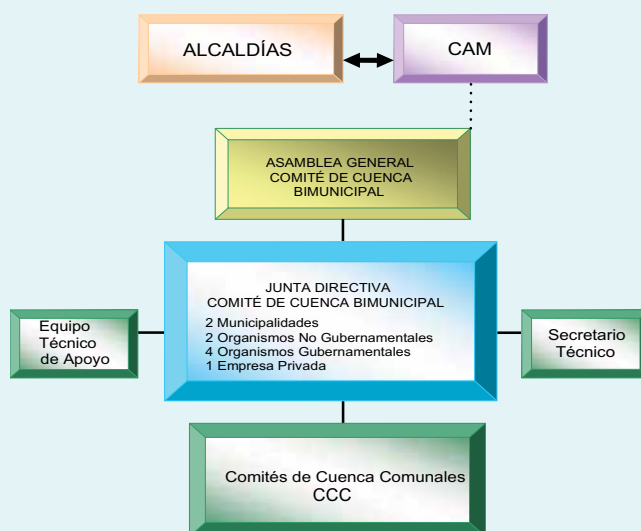 ALCALDÍAS
CAM
ASAMBLEA GENERAL
COMITÉ DE CUENCA
BIMUNICIPAL
JUNTA DIRECTIVA
COMITÉ DE CUENCA BIMUNICIPAL
2 Municipalidades
2 Organismos No Gubernamentales
4 Organismos Gubernamentales
1 Empresa Privada
Equipo
Técnico
de Apoyo
Secretario
Técnico
Comités de Cuenca Comunales
CCC